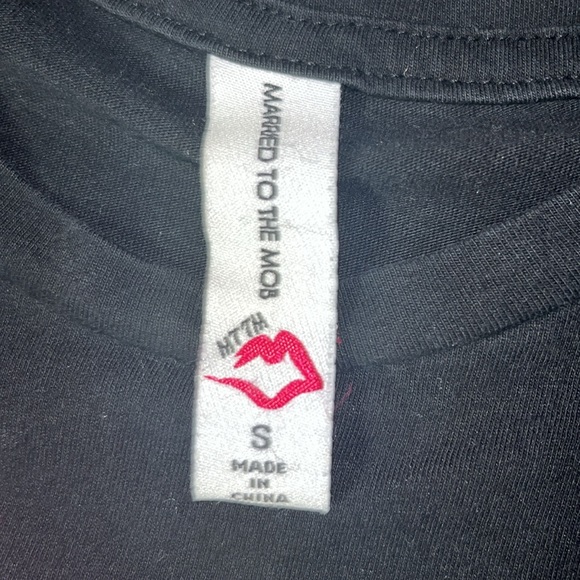 MARRIED TO THE MOB
MTTM
S
MADE
IN
CHINA